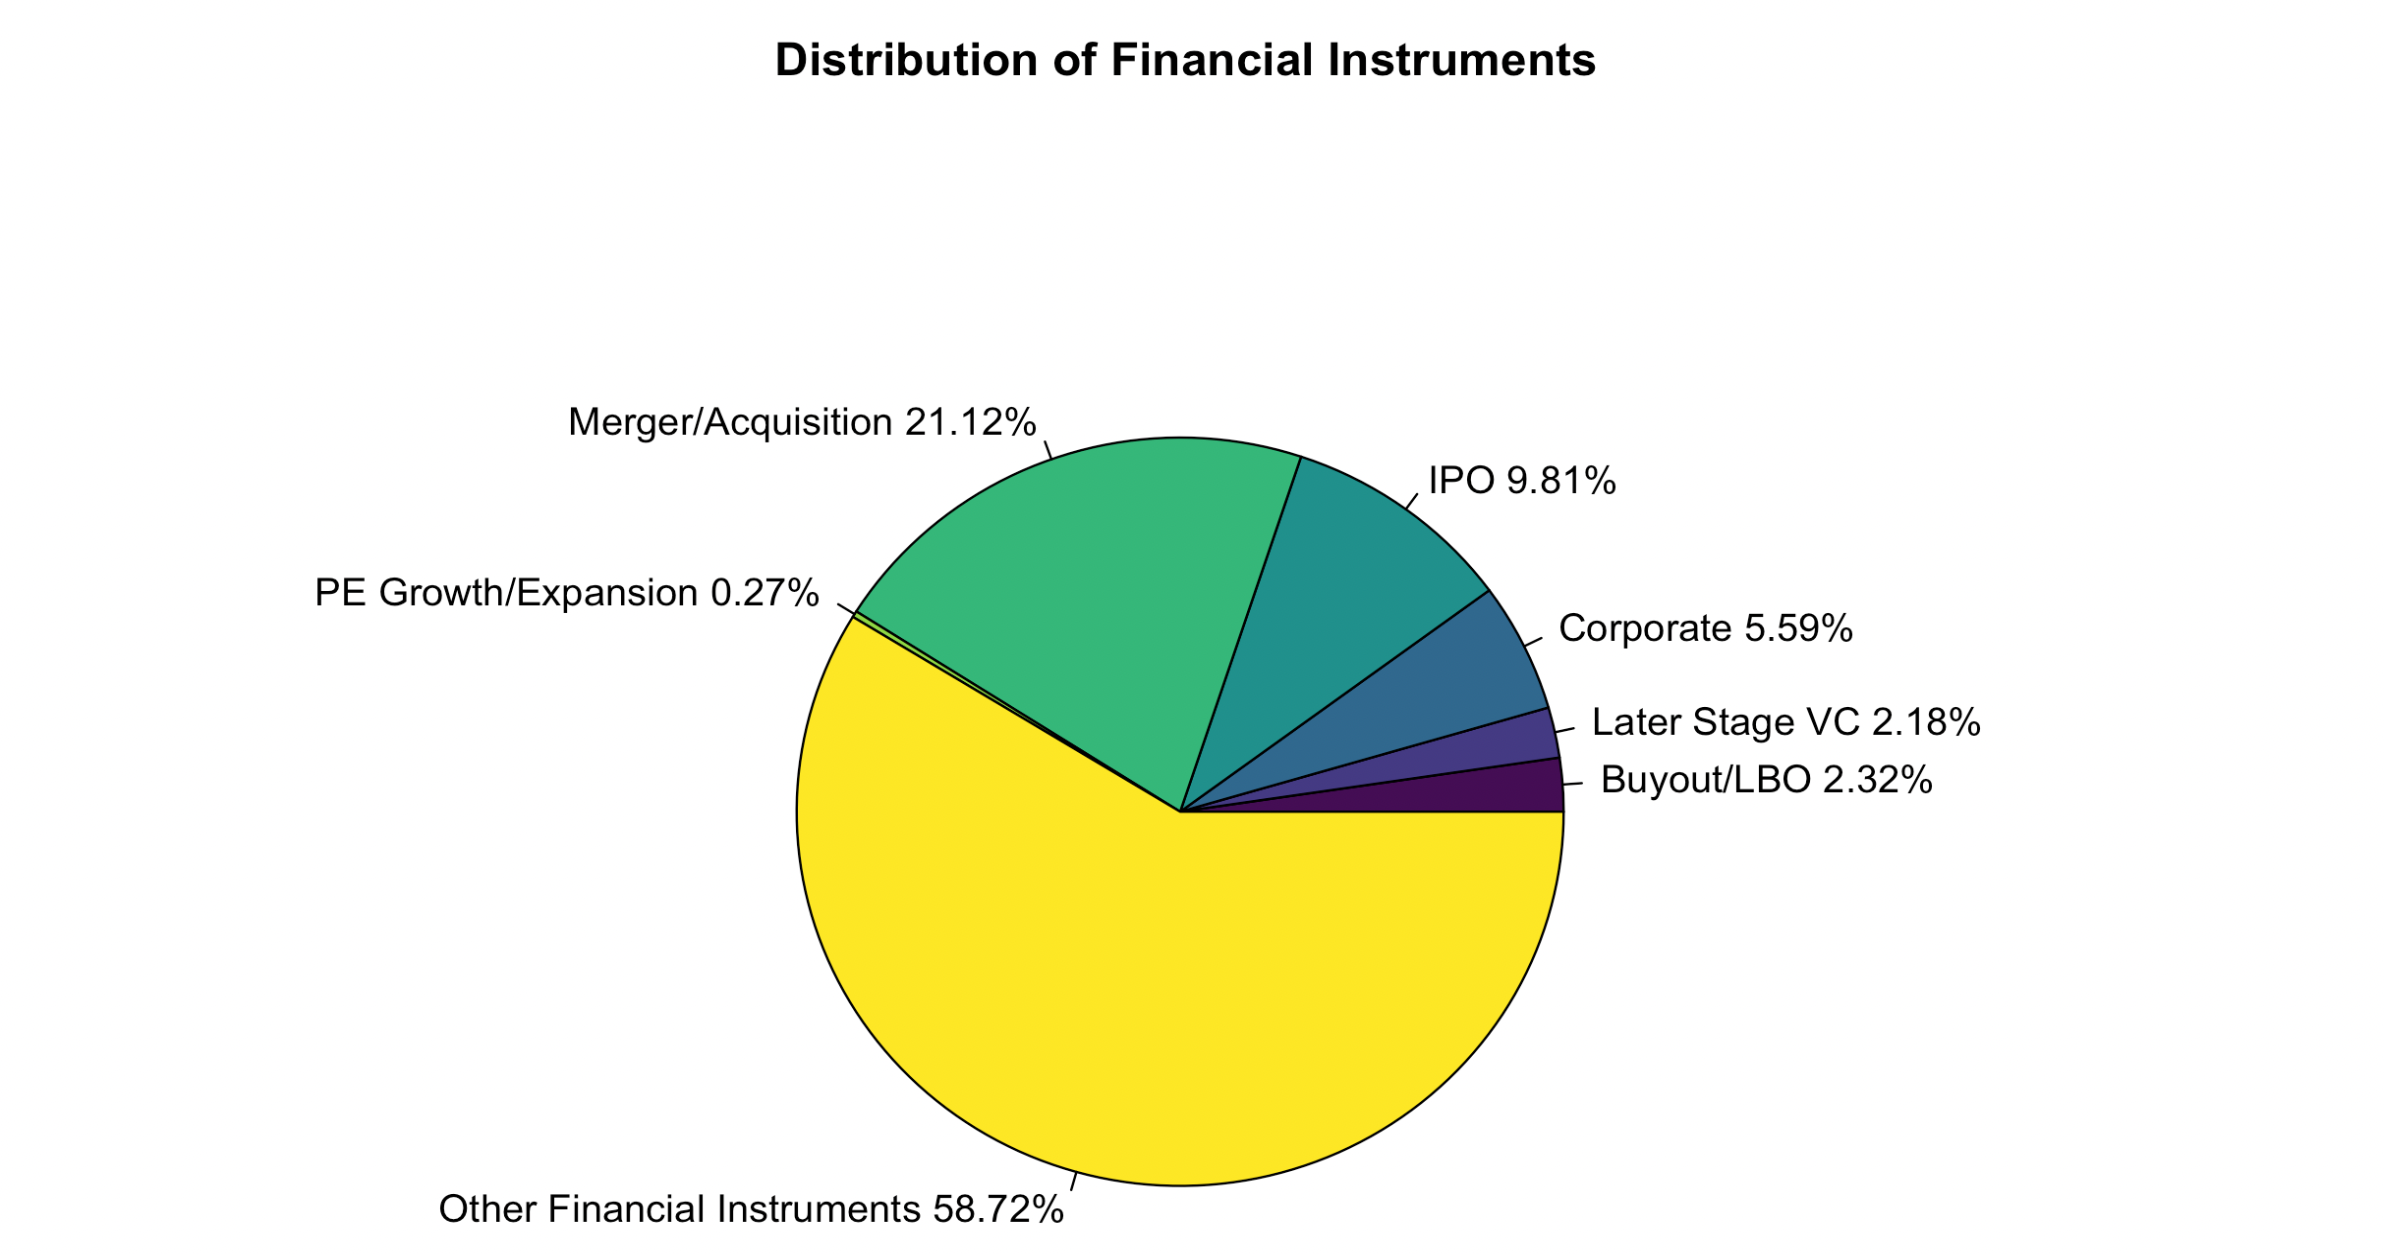 Distribution of Financial Instruments
Merger/Acquisition 21.12%
IPO 9.81%
PE Growth/Expansion 0.27%
Corporate 5.59%
Later Stage VC 2.18%
Buyout/LBO 2.32%
Other Financial Instruments 58.72%